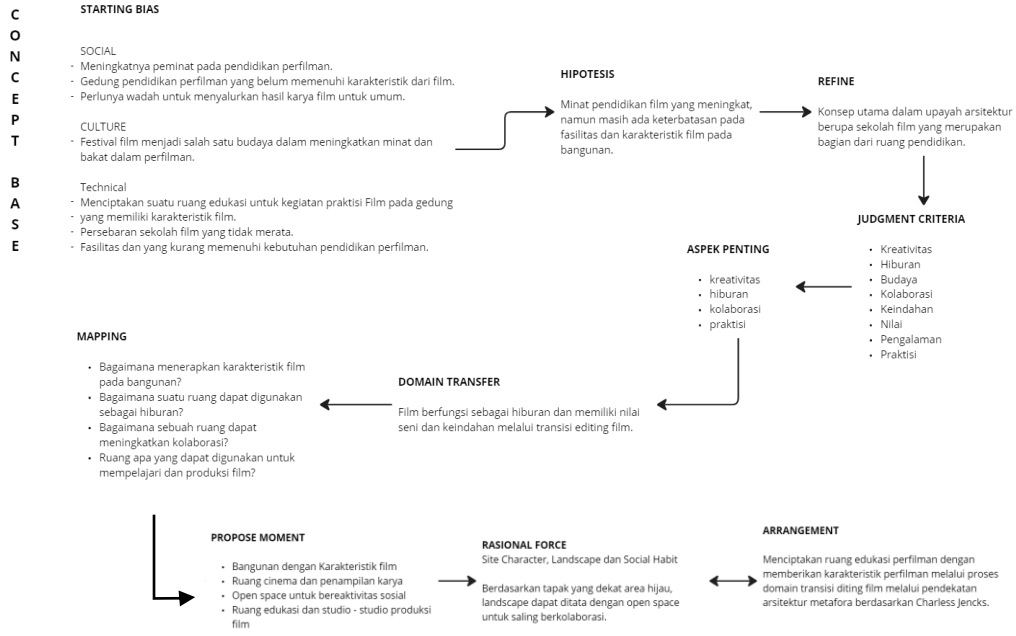 CONCEPT BASE
STARTING BIAS
SOCIAL
- Meningkatnya peminat pada pendidikan perfilman.
- Gedung pendidikan perfilman yang belum memenuhi karakteristik dari film.
- Perlunya wadah untuk menyalurkan hasil karya film untuk umum.
CULTURE
- Festival film menjadi salah satu budaya dalam meningkatkan minat dan
bakat dalam perfilman.
Technical
- Menciptakan suatu ruang edukasi untuk kegiatan praktisi Film pada gedung
- yang memiliki karakteristik film.
- Persebaran sekolah film yang tidak merata.
- Fasilitas dan yang kurang memenuhi kebutuhan pendidikan perfilman.
HIPOTESIS
Minat pendidikan film yang meningkat,
namun masih ada keterbatasan pada
fasilitas dan karakteristik film pada
bangunan.
REFINE
Konsep utama dalam upayah arsitektur
berupa sekolah film yang merupakan
bagian dari ruang pendidikan.
JUDGMENT CRITERIA
• Kreativitas
• Hiburan
• Budaya
• Kolaborasi
• Keindahan
• Nilai
• Pengalaman
• Praktisi
ASPEK PENTING
• kreativitas
• hiburan
• kolaborasi
• praktisi
DOMAIN TRANSFER
Film berfungsi sebagai hiburan dan memiliki nilai
seni dan keindahan melalui transisi editing film.
MAPPING
• Bagaimana menerapkan karakteristik film
pada bangunan?
• Bagaimana suatu ruang dapat digunakan
sebagai hiburan?
• Bagaimana sebuah ruang dapat
meningkatkan kolaborasi?
• Ruang apa yang dapat digunakan untuk
mempelajari dan produksi film?
PROPOSE MOMENT
• Bangunan dengan Karakteristik film
• Ruang cinema dan penampilan karya
• Open space untuk bereaktivitas sosial
• Ruang edukasi dan studio - studio produksi
film
RASIONAL FORCE
Site Character, Landscape dan Social Habit
Berdasarkan tapak yang dekat area hijau,
landscape dapat ditata dengan open space
untuk saling berkolaborasi.
ARRANGEMENT
Menciptakan ruang edukasi perfilman dengan
memberikan karakteristik perfilman melalui proses
domain transisi diting film melalui pendekatan
arsitektur metafora berdasarkan Charless Jencks.